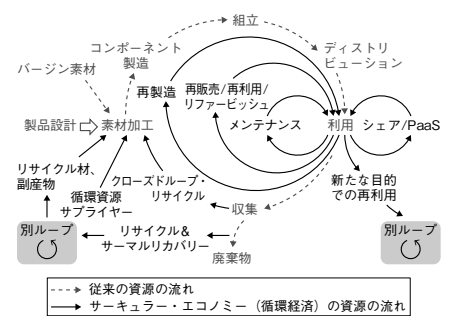 組立
コンポーネント
製造
ディストリ
ビューション
バージン素材
再製造
再販売/再利用/
リファービッシュ
製品設計
素材加工
メンテナンス
利用
シェア/PaaS
リサイクル材、
副産物
循環資源
サプライヤー
クローズドループ・
リサイクル
収集
新たな目的
での再利用
別ループ
リサイクル&
サーマルリカバリー
廃棄物
別ループ
従来の資源の流れ
サーキュラー・エコノミー（循環経済）の資源の流れ